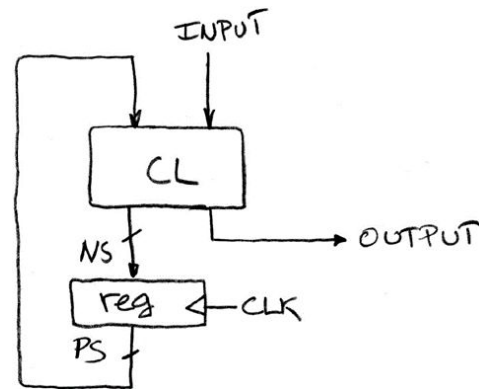 INPUT
CL
NS
OUTPUT
reg
CLK
PS